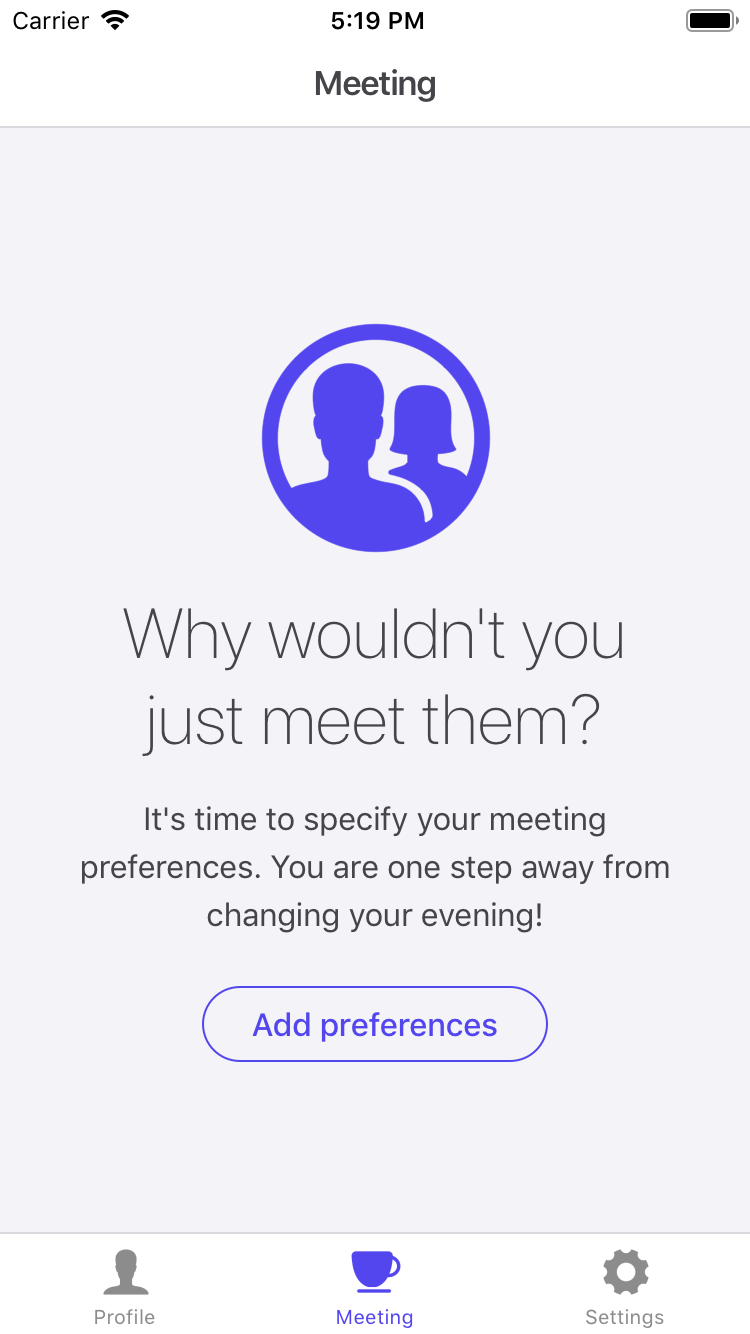 Carrier 5:19 PM
Meeting
Why wouldn't you
just meet them?
It's time to specify your meeting
preferences. You are one step away from
changing your evening!
Add preferences
Profile Meeting Settings